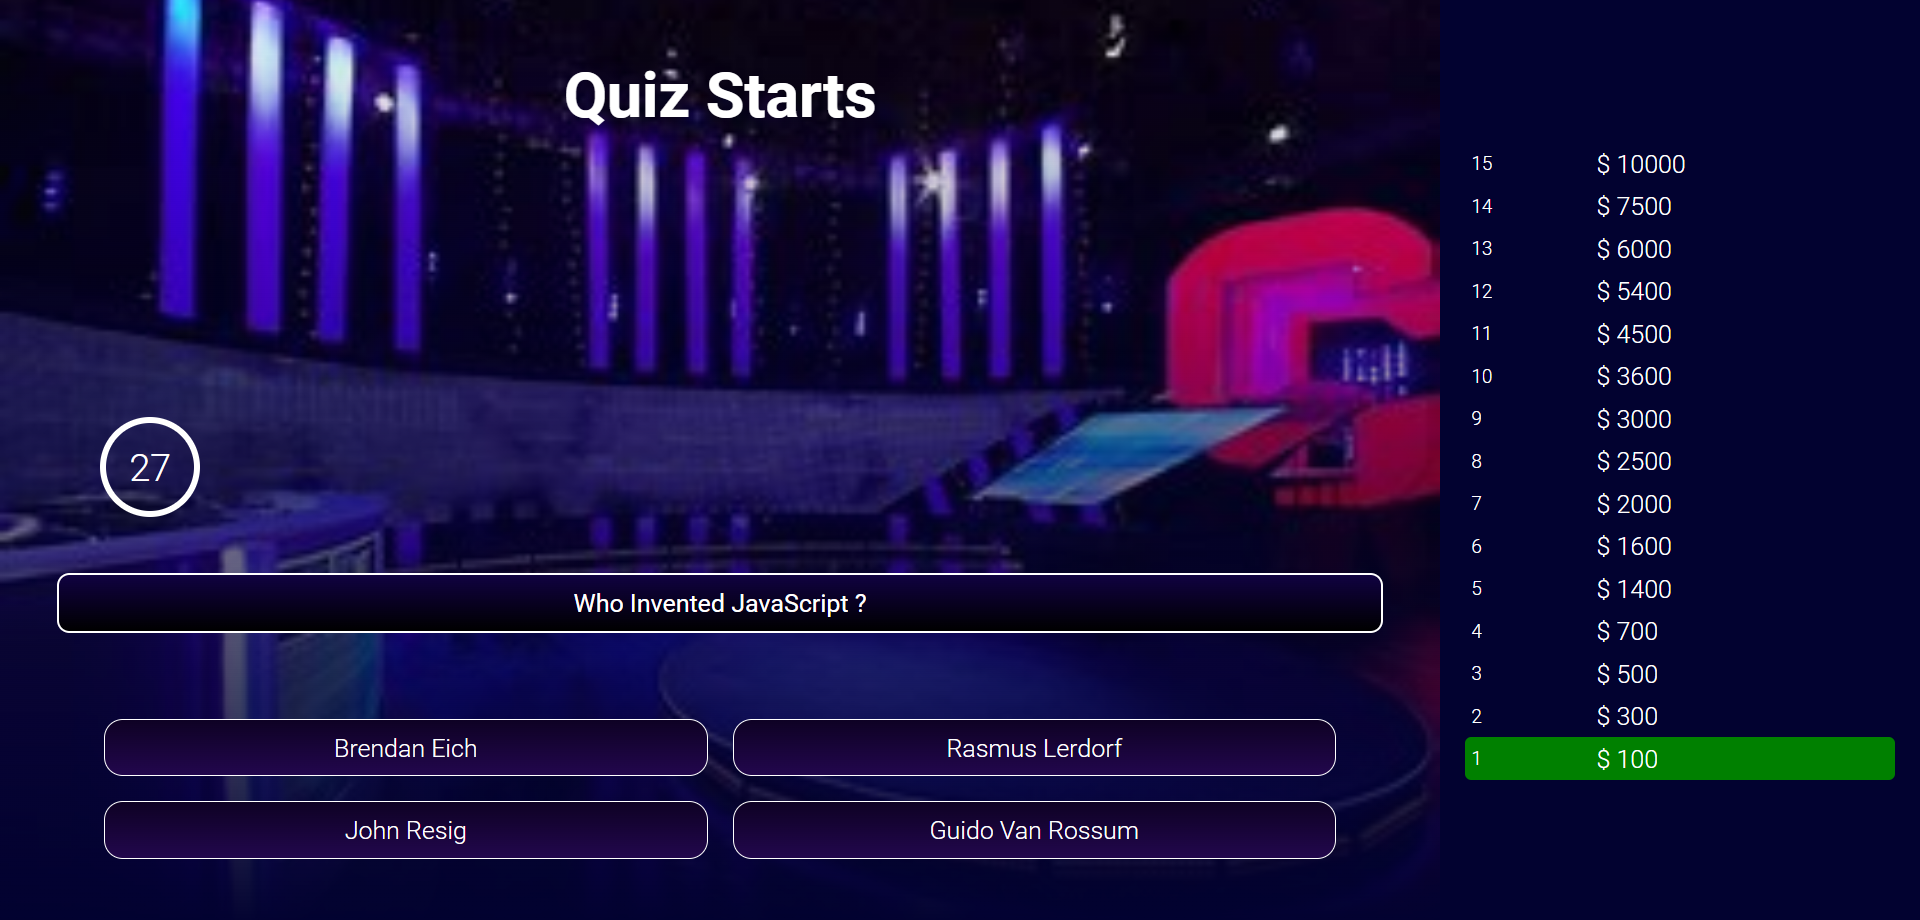 Quiz Starts
27
Who Invented JavaScript ?
Brendan Eich
Rasmus Lerdorf
John Resig
Guido Van Rossum
15 $ 10000
14 $ 7500
13 $ 6000
12 $ 5400
11 $ 4500
10 $ 3600
9 $ 3000
8 $ 2500
7 $ 2000
6 $ 1600
5 $ 1400
4 $ 700
3 $ 500
2 $ 300
1 $ 100